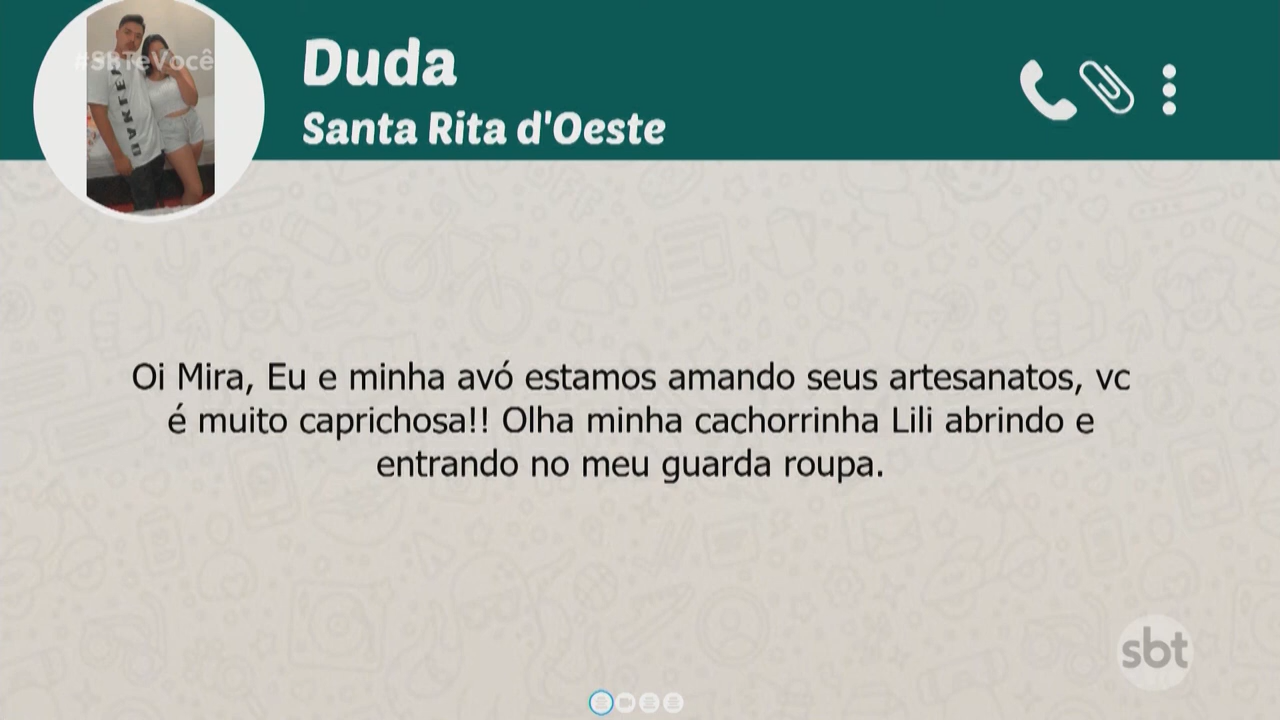 #SBTeVocê
Duda
Santa Rita d'Oeste
Oi Mira, Eu e minha avó estamos amando seus artesanatos, vc
é muito caprichosa!! Olha minha cachorrinha Lili abrindo e
entrando no meu guarda roupa.
sbt